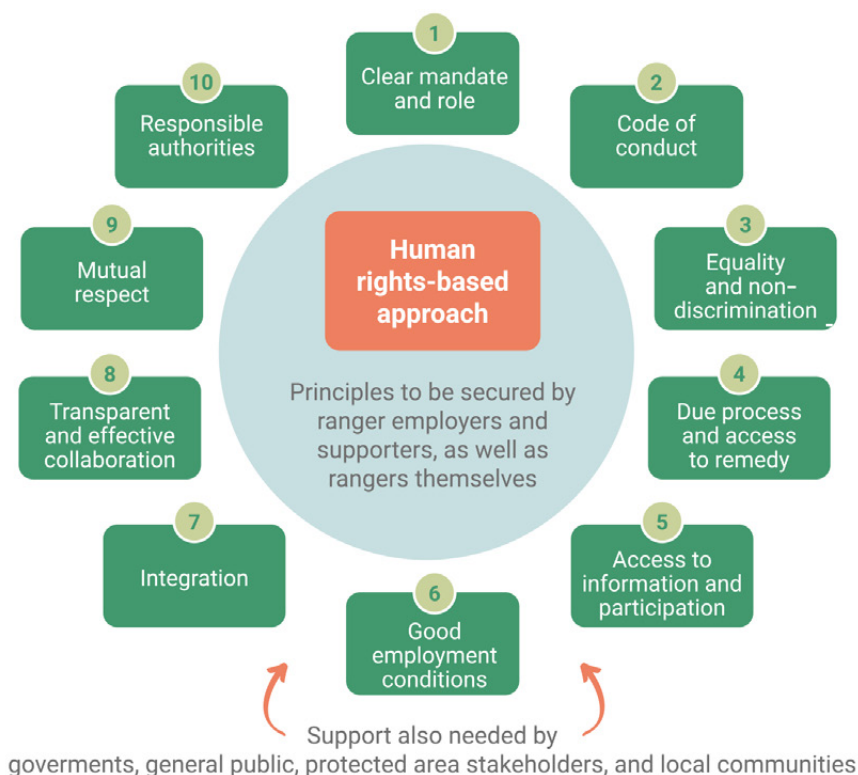 1
Clear mandate
and role
2
Code of
conduct
3
Equality
and non-
discrimination
4
Due process
and access
to remedy
5
Access to
information and
participation
6
Good
employment
conditions
7
Integration
8
Transparent
and effective
collaboration
9
Mutual
respect
10
Responsible
authorities
Human
rights-based
approach
Principles to be secured by
ranger employers and
supporters, as well as
rangers themselves
Support also needed by
goverments, general public, protected area stakeholders, and local communities